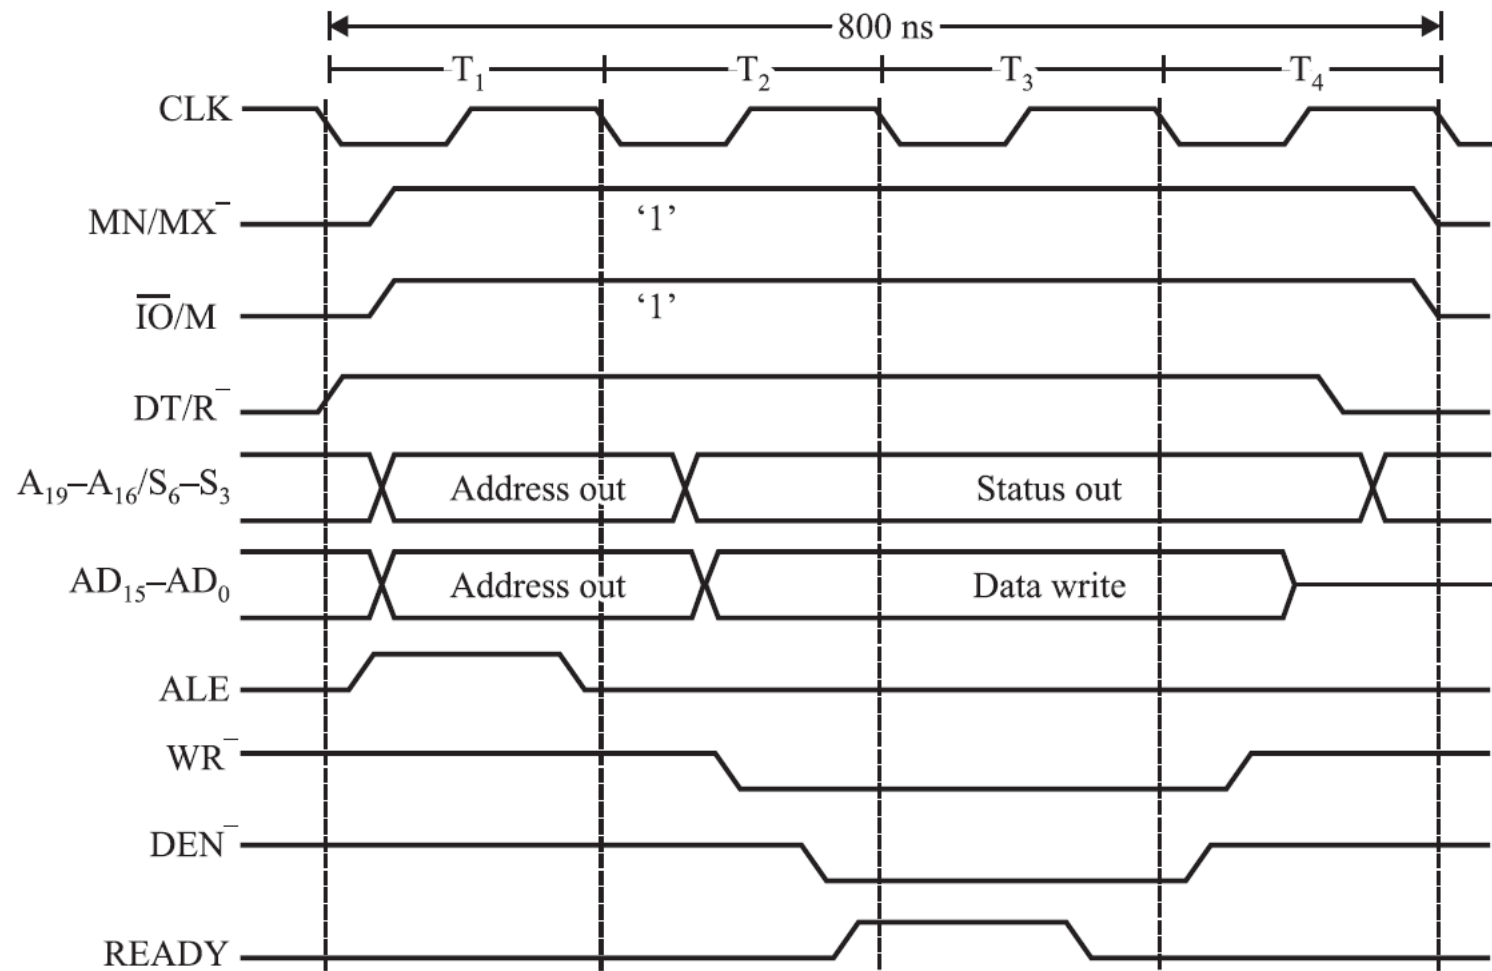 800 ns
T₁ T₂ T₃ T₄
CLK
MN/MX̅ ‘1’
I̅O̅/M ‘1’
DT/R̅
A₁₉–A₁₆/S₆–S₃ Address out Status out
AD₁₅–AD₀ Address out Data write
ALE
WR̅
DEN̅
READY